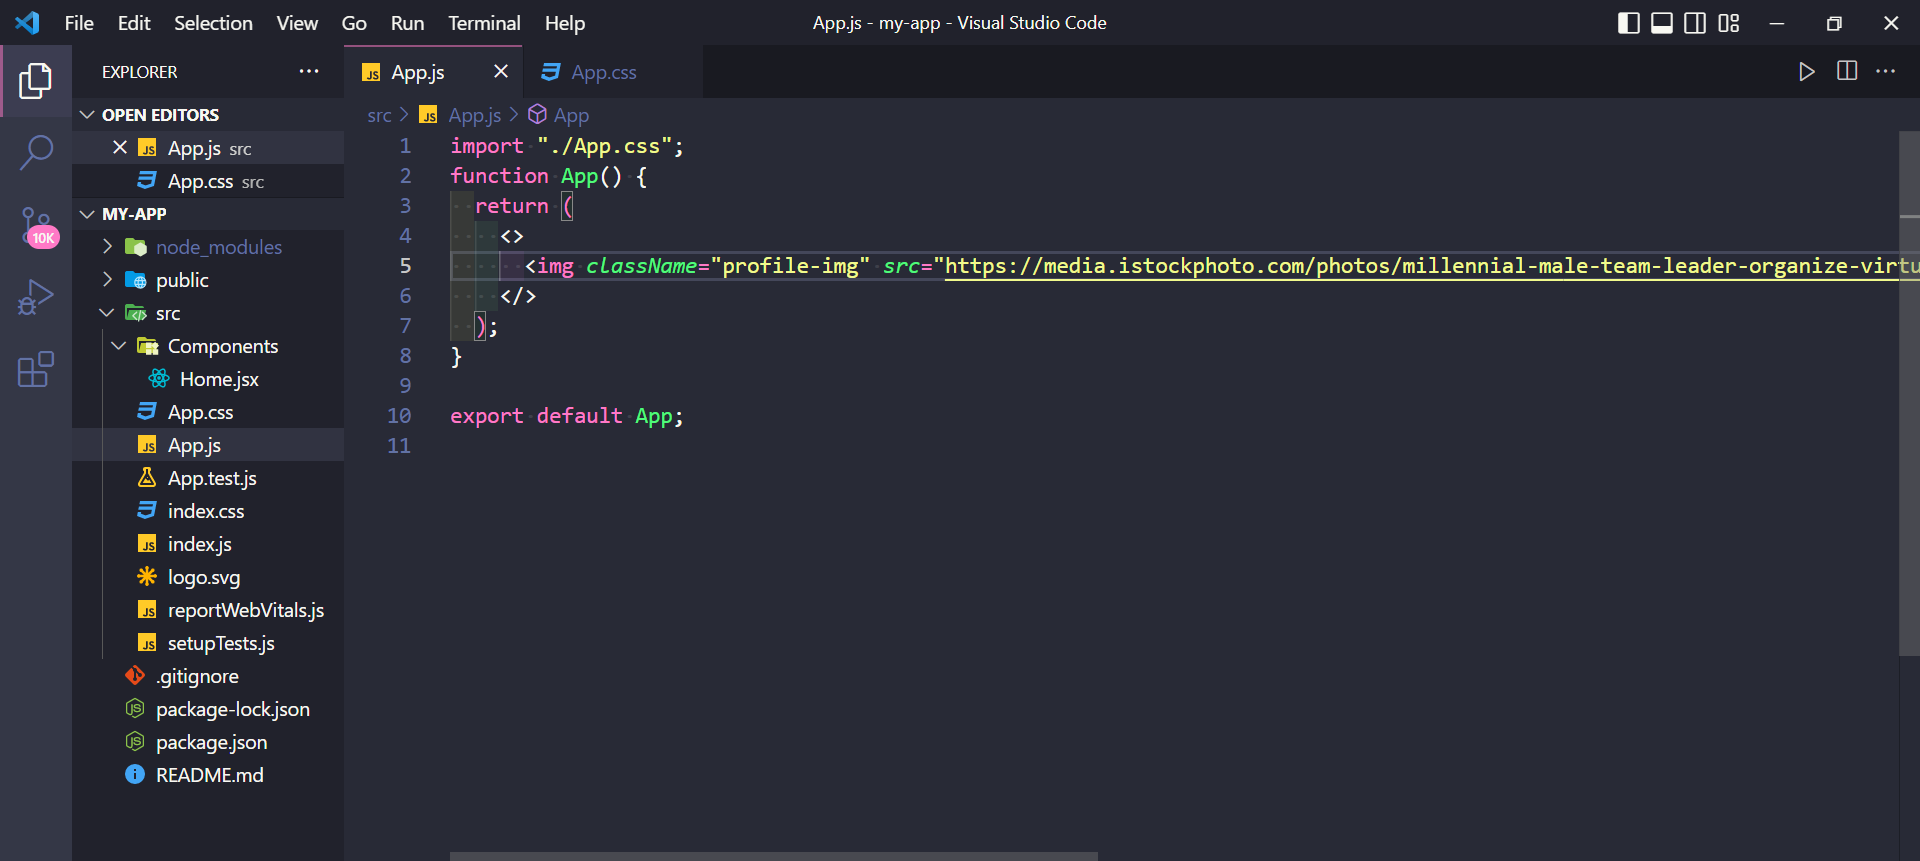 File Edit Selection View Go Run Terminal Help
App.js - my-app - Visual Studio Code
EXPLORER
OPEN EDITORS
App.js src
App.css src
MY-APP
node_modules
public
src
Components
Home.jsx
App.css
App.js
App.test.js
index.css
index.js
logo.svg
reportWebVitals.js
setupTests.js
.gitignore
package-lock.json
package.json
README.md
10K
App.js App.css
src > App.js > App
1 import "./App.css";
2 function App() {
3 return (
4 <>
5 <img className="profile-img" src="https://media.istockphoto.com/photos/millennial-male-team-leader-organize-virtu
6 </>
7 );
8 }
9
10 export default App;
11